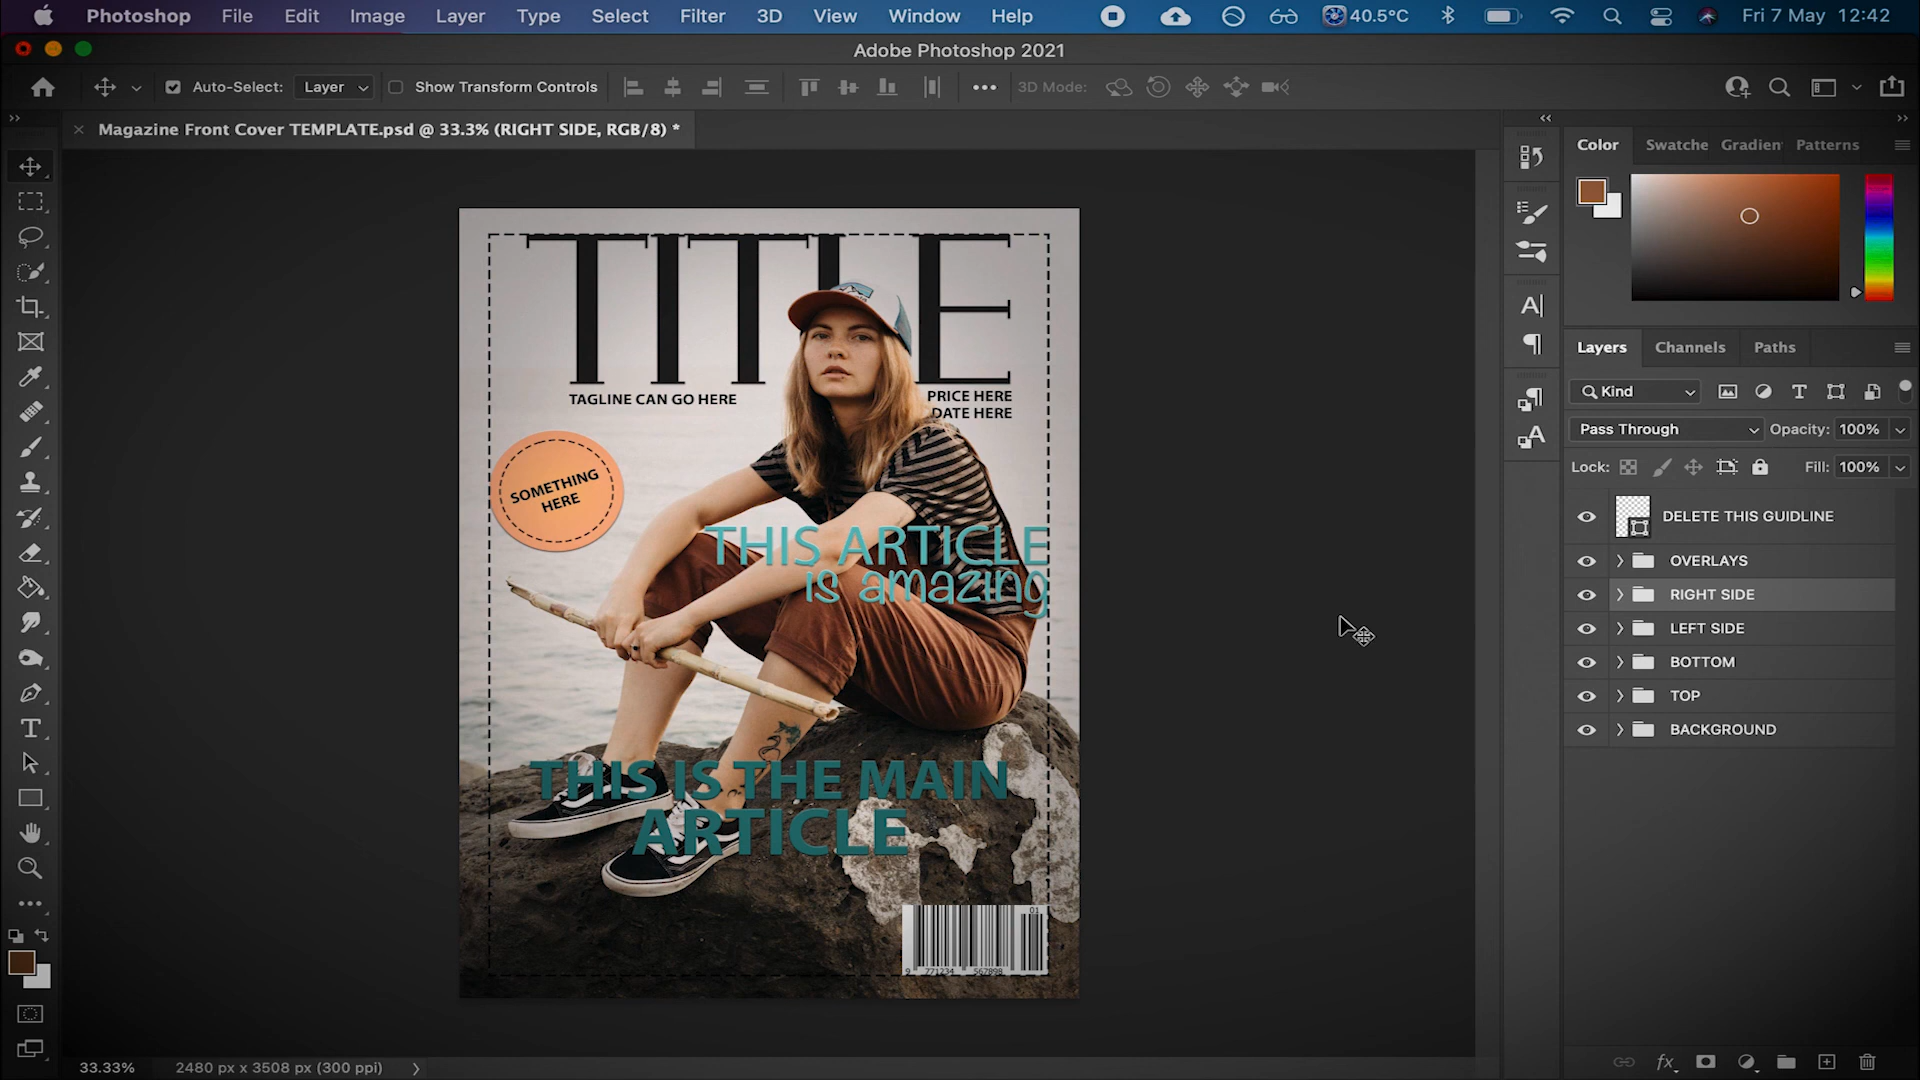 Photoshop File Edit Image Layer Type Select Filter 3D View Window Help 40.5°C Fri 7 May 12:42
Adobe Photoshop 2021
Auto-Select: Layer Show Transform Controls 3D Mode:
Magazine Front Cover TEMPLATE.psd @ 33.3% (RIGHT SIDE, RGB/8) *
Color Swatche Gradien Patterns
TITLE
TAGLINE CAN GO HERE
PRICE HERE
DATE HERE
SOMETHING
HERE
THIS ARTICLE
is amazing
THIS IS THE MAIN
ARTICLE
01
9 771234 567898
Layers Channels Paths
Kind
Pass Through Opacity: 100%
Lock: Fill: 100%
DELETE THIS GUIDLINE
OVERLAYS
RIGHT SIDE
LEFT SIDE
BOTTOM
TOP
BACKGROUND
fx
33.33% 2480 px x 3508 px (300 ppi)